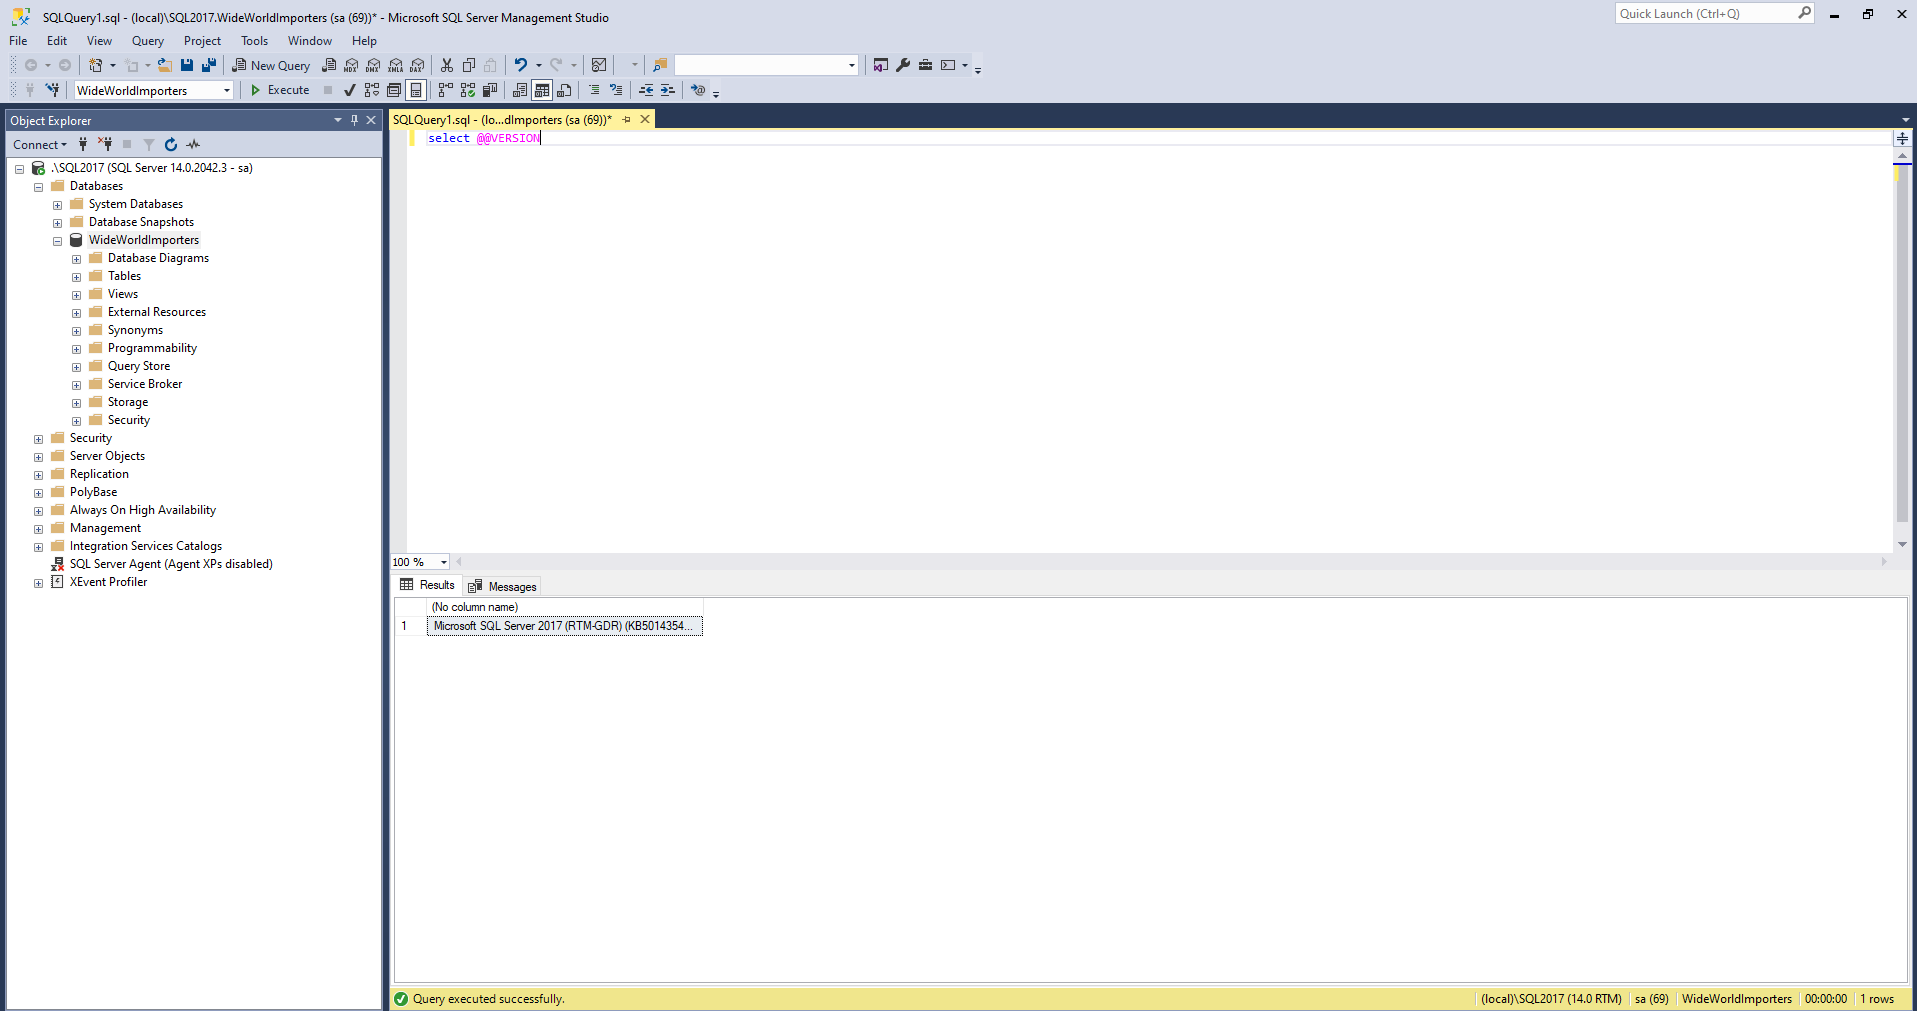 SQLQuery1.sql - (local)\SQL2017.WideWorldImporters (sa (69))* - Microsoft SQL Server Management Studio
Quick Launch (Ctrl+Q)
File Edit View Query Project Tools Window Help
New Query
MDX DMX XMLA DAX
WideWorldImporters
Execute
Object Explorer
SQLQuery1.sql - (lo...dImporters (sa (69))*
Connect
select @@VERSION
.\SQL2017 (SQL Server 14.0.2042.3 - sa)
Databases
System Databases
Database Snapshots
WideWorldImporters
Database Diagrams
Tables
Views
External Resources
Synonyms
Programmability
Query Store
Service Broker
Storage
Security
Security
Server Objects
Replication
PolyBase
Always On High Availability
Management
Integration Services Catalogs
SQL Server Agent (Agent XPs disabled)
XEvent Profiler
100 %
Results Messages
(No column name)
1 Microsoft SQL Server 2017 (RTM-GDR) (KB5014354...
Query executed successfully.
(local)\SQL2017 (14.0 RTM) sa (69) WideWorldImporters 00:00:00 1 rows